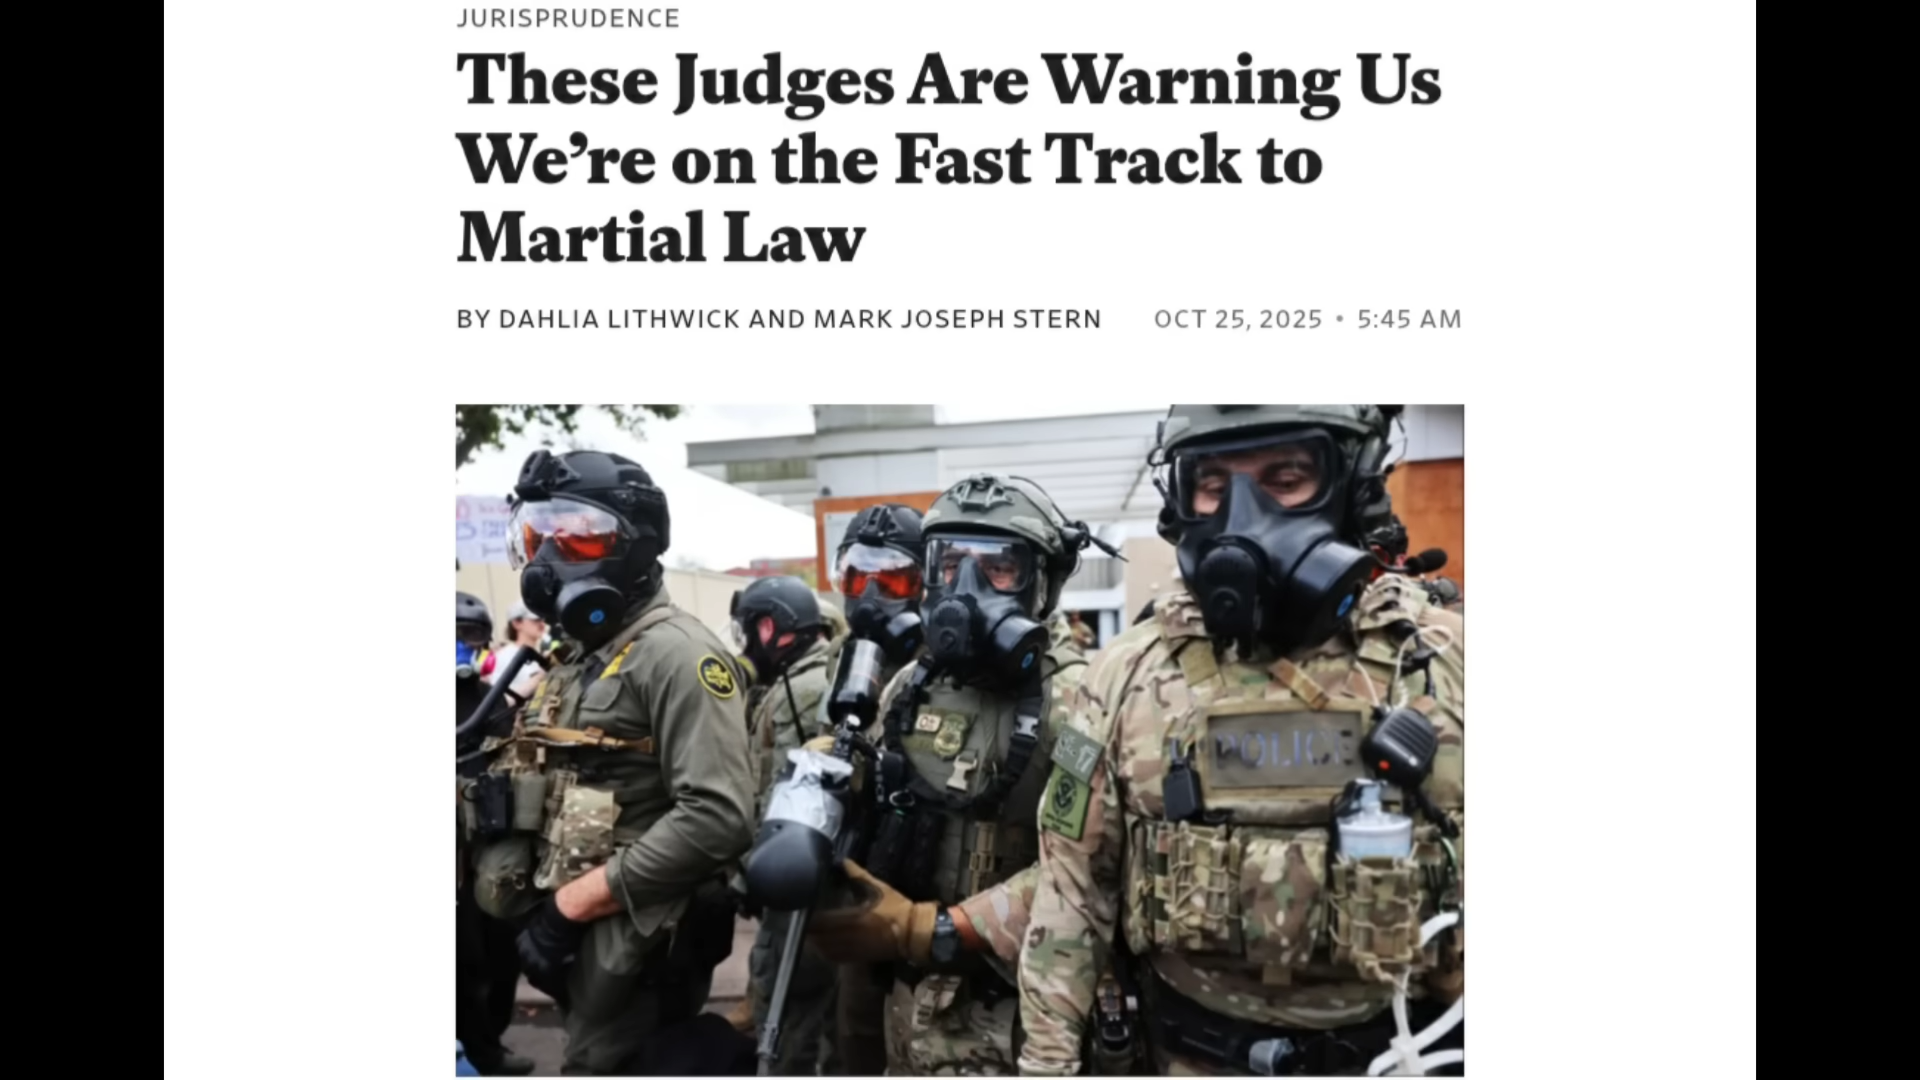 JURISPRUDENCE
These Judges Are Warning Us
We’re on the Fast Track to
Martial Law
BY DAHLIA LITHWICK AND MARK JOSEPH STERN OCT 25, 2025 • 5:45 AM
POLICE